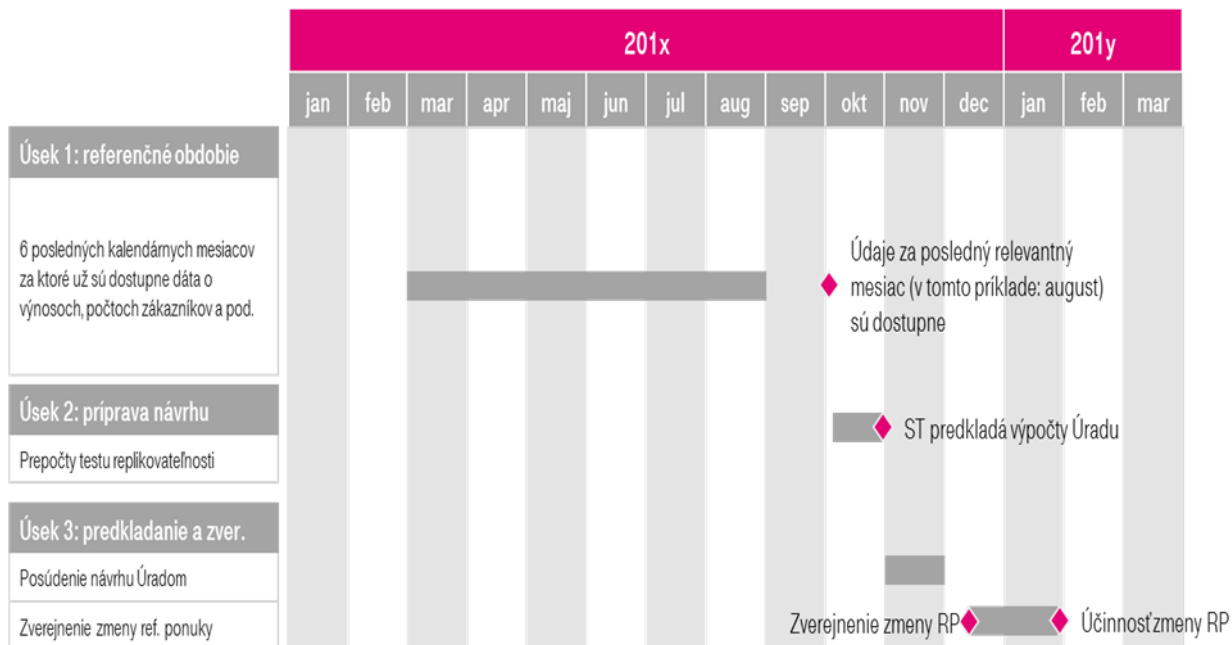 201x 201y
jan feb mar apr maj jun jul aug sep okt nov dec jan feb mar
Úsek 1: referenčné obdobie
6 posledných kalendárnych mesiacov
za ktoré už sú dostupne dáta o
výnosoch, počtoch zákazníkov a pod.
Údaje za posledný relevantný
mesiac (v tomto príklade: august)
sú dostupne
Úsek 2: príprava návrhu
Prepočty testu replikovateľnosti
ST predkladá výpočty Úradu
Úsek 3: predkladanie a zver.
Posúdenie návrhu Úradom
Zverejnenie zmeny ref. ponuky
Zverejnenie zmeny RP
Účinnosť zmeny RP